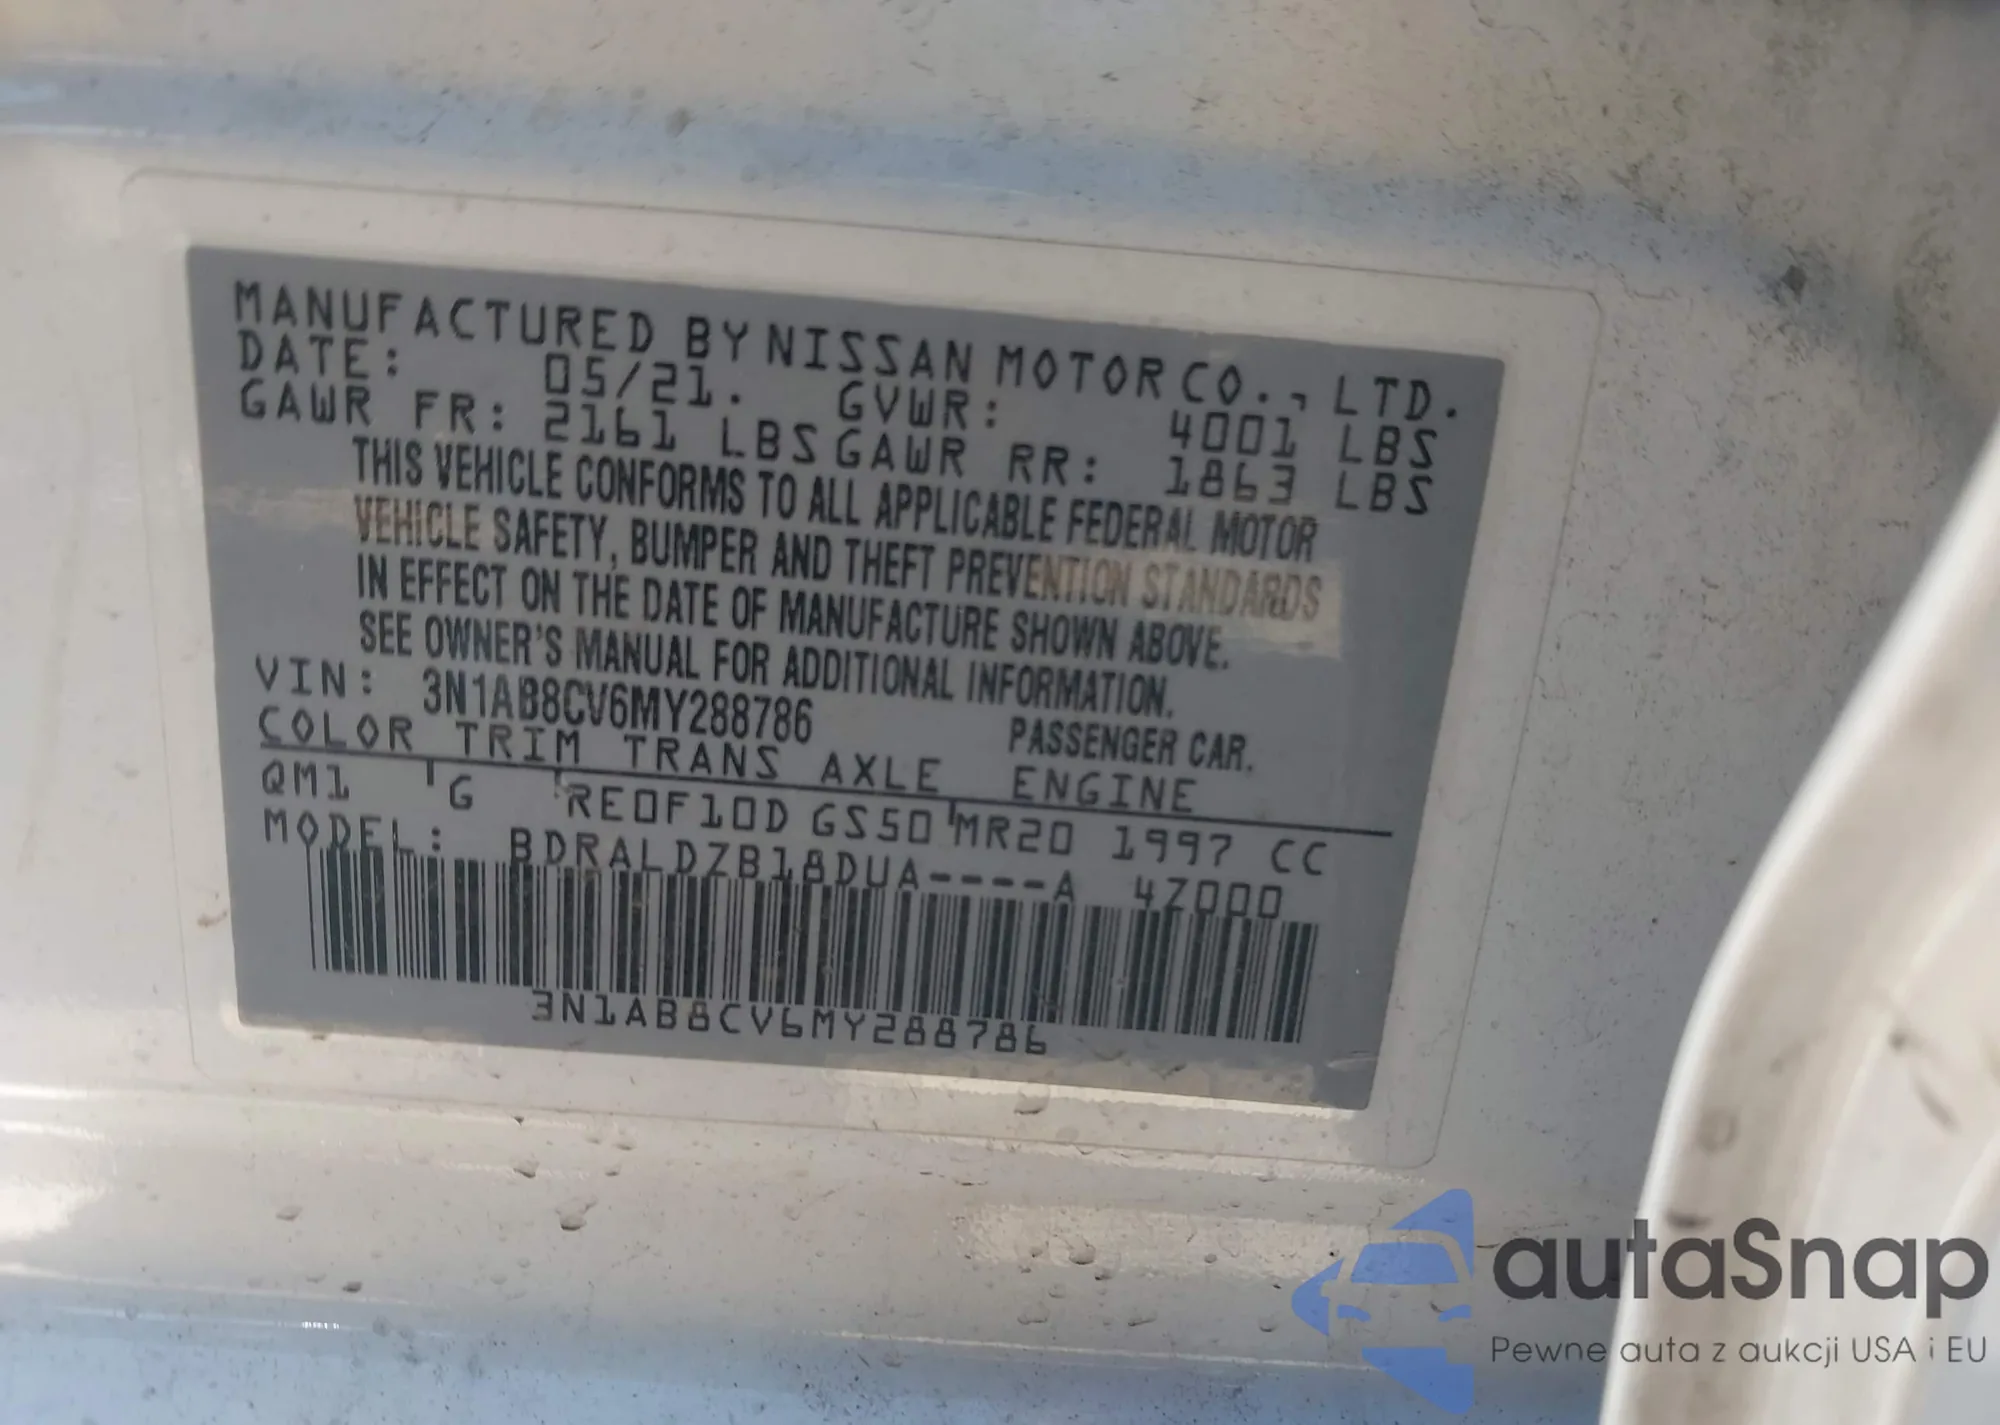 MANUFACTURED BY NISSAN MOTOR CO., LTD.
DATE: 05/21. GVWR: 4001 LBS
GAWR FR: 2161 LBS GAWR RR: 1863 LBS
THIS VEHICLE CONFORMS TO ALL APPLICABLE FEDERAL MOTOR
VEHICLE SAFETY, BUMPER AND THEFT PREVENTION STANDARDS
IN EFFECT ON THE DATE OF MANUFACTURE SHOWN ABOVE.
SEE OWNER'S MANUAL FOR ADDITIONAL INFORMATION.
VIN: 3N1AB8CV6MY288786 PASSENGER CAR.
COLOR TRIM TRANS AXLE ENGINE
QM1 G RE0F10D GS50 MR20 1997 CC
MODEL: BDRALDZB18DUA----A 4Z000
3N1AB8CV6MY288786
autaSnap
Pewne auta z aukcji USA i EU